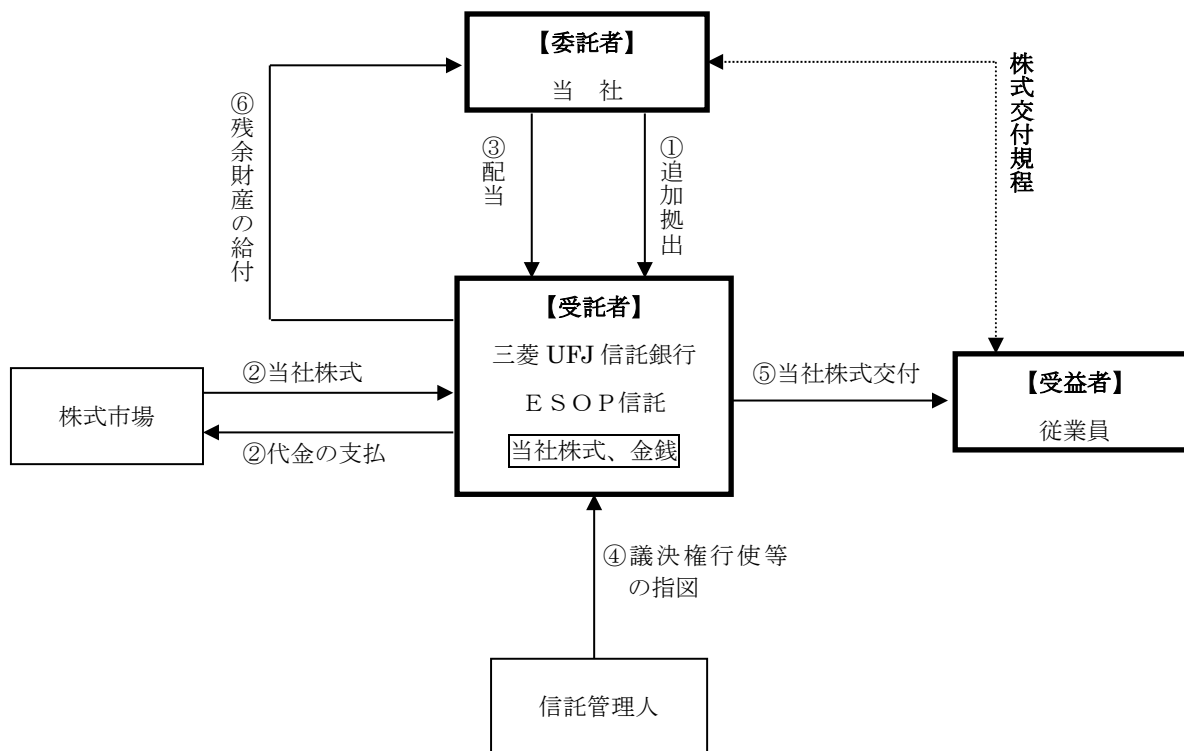 【委託者】
当 社
株式交付規程
⑥残余財産の給付
③配当
①追加拠出
【受託者】
三菱 UFJ 信託銀行
ＥＳＯＰ信託
当社株式、金銭
株式市場
②当社株式
②代金の支払
⑤当社株式交付
【受益者】
従業員
④議決権行使等
の指図
信託管理人